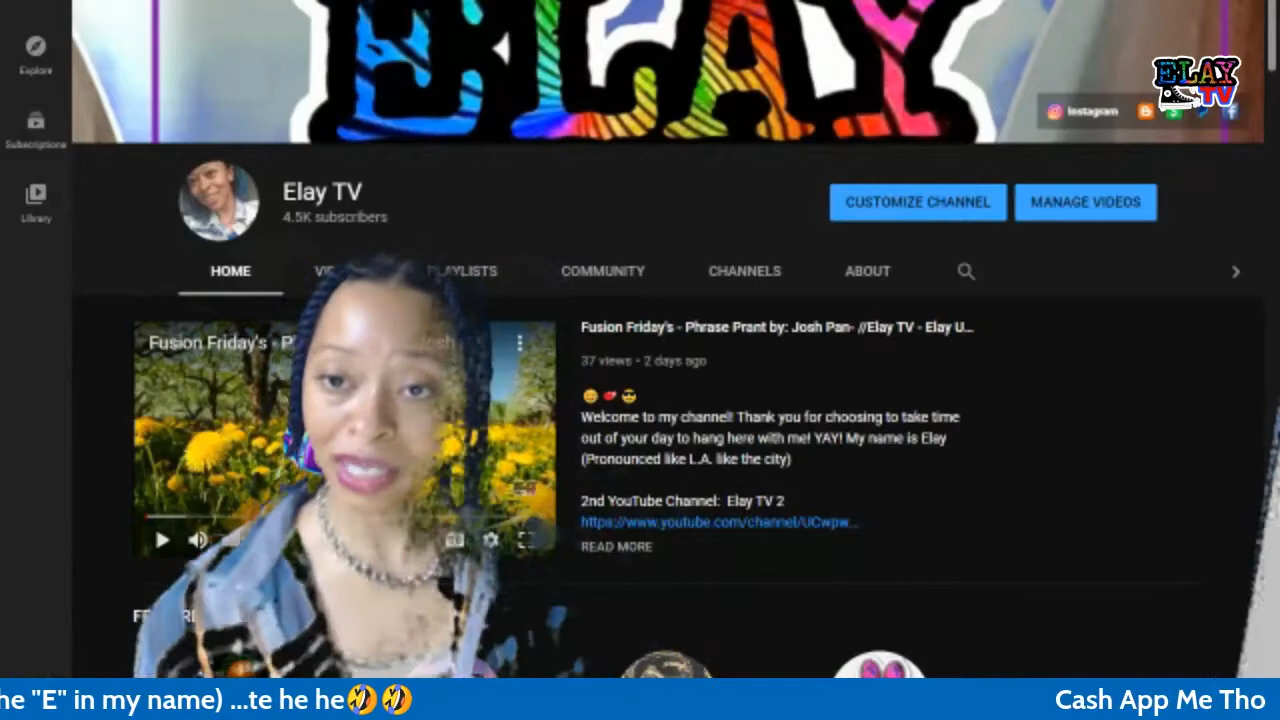 ELAY
ELAY
TV
Explore
Instagram
Subscriptions
Library
Elay TV
4.5K subscribers
CUSTOMIZE CHANNEL
MANAGE VIDEOS
HOME
PLAYLISTS
COMMUNITY
CHANNELS
ABOUT
Fusion Friday's - Phrase Prant by: Josh Pan- //Elay TV - Elay U...
Fusion Friday's - P
37 views • 2 days ago
😊 💋 😎
Welcome to my channel! Thank you for choosing to take time
out of your day to hang here with me! YAY! My name is Elay
(Pronounced like L.A. like the city)
2nd YouTube Channel: Elay TV 2
https://www.youtube.com/channel/UCwpw...
READ MORE
he "E" in my name) ...te he he🤣🤣
Cash App Me Tho